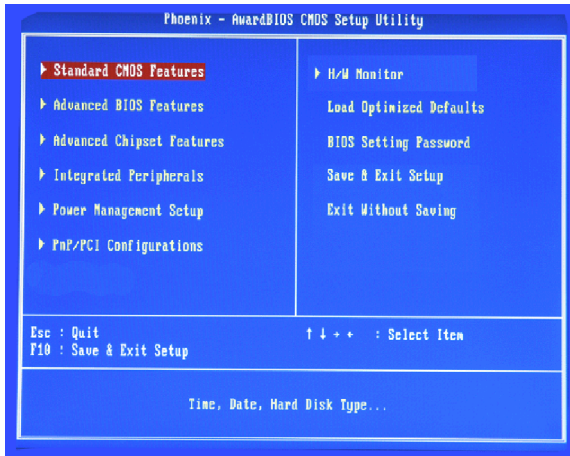 Phoenix - AwardBIOS CMOS Setup Utility
Standard CMOS Features
Advanced BIOS Features
Advanced Chipset Features
Integrated Peripherals
Power Management Setup
PnP/PCI Configurations
H/W Monitor
Load Optimized Defaults
BIOS Setting Password
Save & Exit Setup
Exit Without Saving
Esc : Quit
F10 : Save & Exit Setup
↑ ↓ → ← : Select Item
Time, Date, Hard Disk Type...